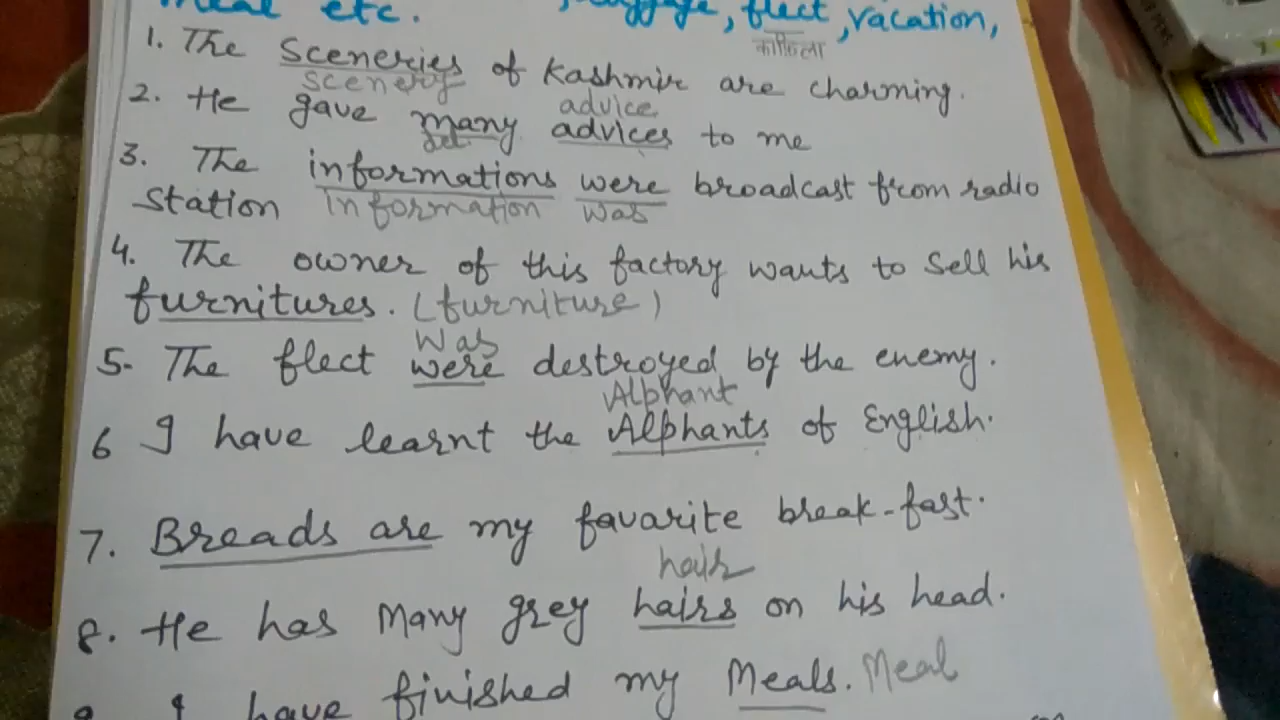 Meal etc. luggage, flect, vacation,
काफिला
1. The Sceneries of Kashmir are charming.
scenery
2. He gave many advices to me
advice
3. The informations were broadcast from radio
Station information was
4. The owner of this factory wants to sell his
furnitures. (furniture)
was
5- The flect were destroyed by the enemy.
Alphant
6 I have learnt the Alphants of English.
7. Breads are my favarite break-fast.
hair
8. He has Many grey hairs on his head.
9 I have finished my Meals. Meal